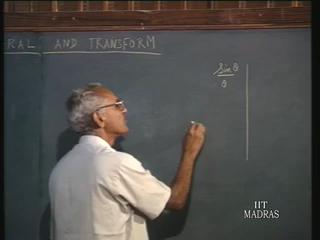 RAL AND TRANSFORM
sin θ
θ
IIT
MADRAS